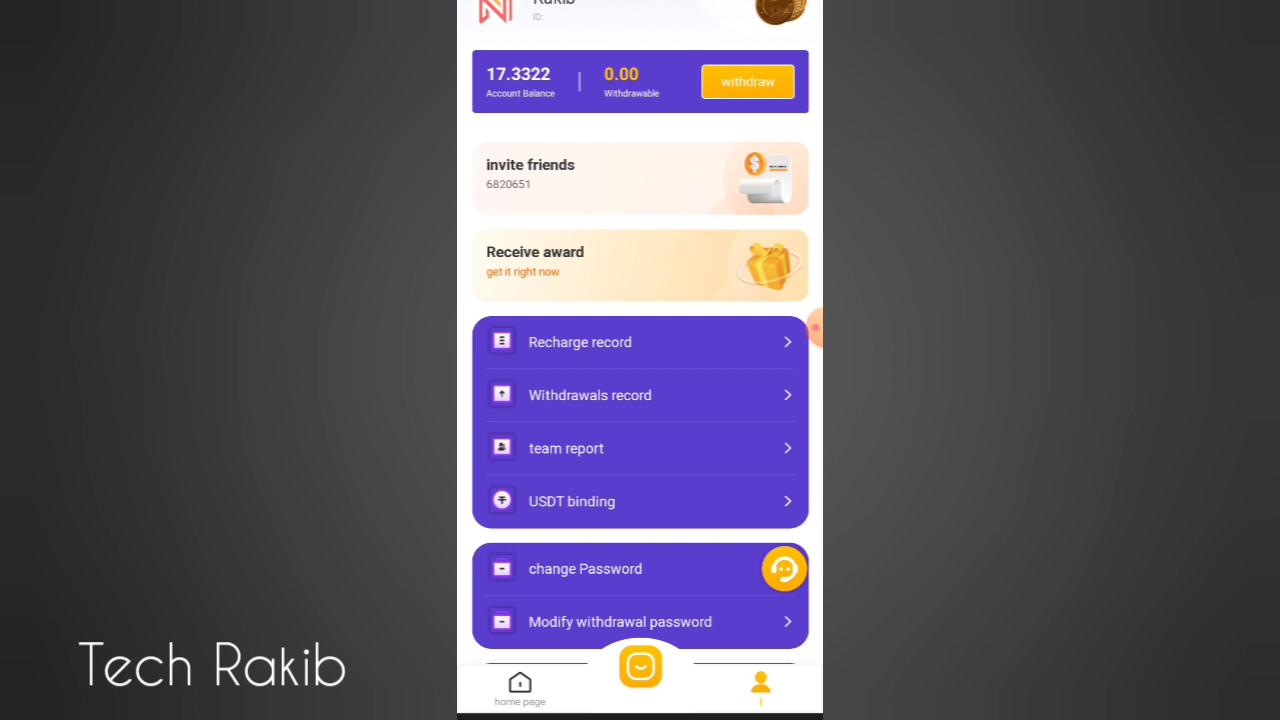 Rakib
ID:
17.3322
Account Balance
0.00
Withdrawable
withdraw
invite friends
6820651
Receive award
get it right now
Recharge record
Withdrawals record
team report
USDT binding
change Password
Modify withdrawal password
home page
I
Tech Rakib